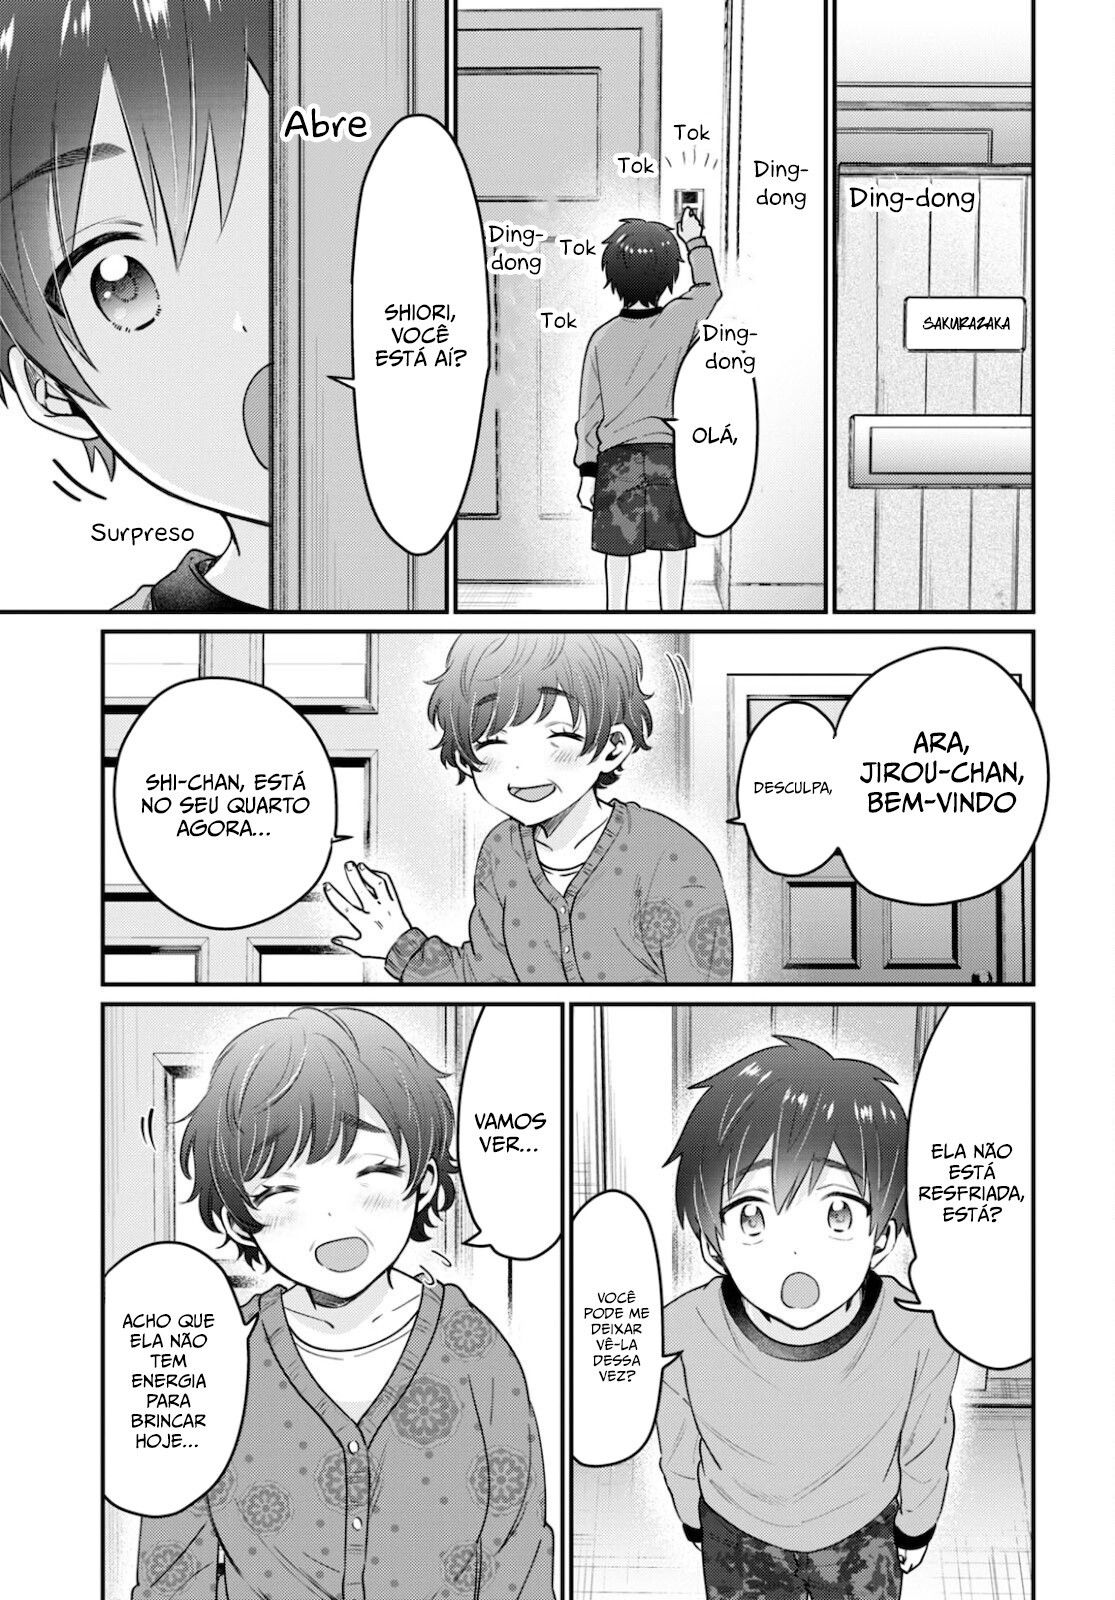 Ding-dong
SAKURAZAKA
Tok
Tok
Ding-
dong
Ding-
dong
Tok
Tok
Ding-
dong
OLÁ,
Abre
SHIORI,
VOCÊ
ESTÁ AÍ?
Surpreso
ARA,
JIROU-CHAN,
BEM-VINDO
DESCULPA,
SHI-CHAN, ESTÁ
NO SEU QUARTO
AGORA...
ELA NÃO
ESTÁ
RESFRIADA,
ESTÁ?
VOCÊ
PODE ME
DEIXAR
VÊ-LA
DESSA
VEZ?
VAMOS
VER...
ACHO QUE
ELA NÃO
TEM
ENERGIA
PARA
BRINCAR
HOJE...